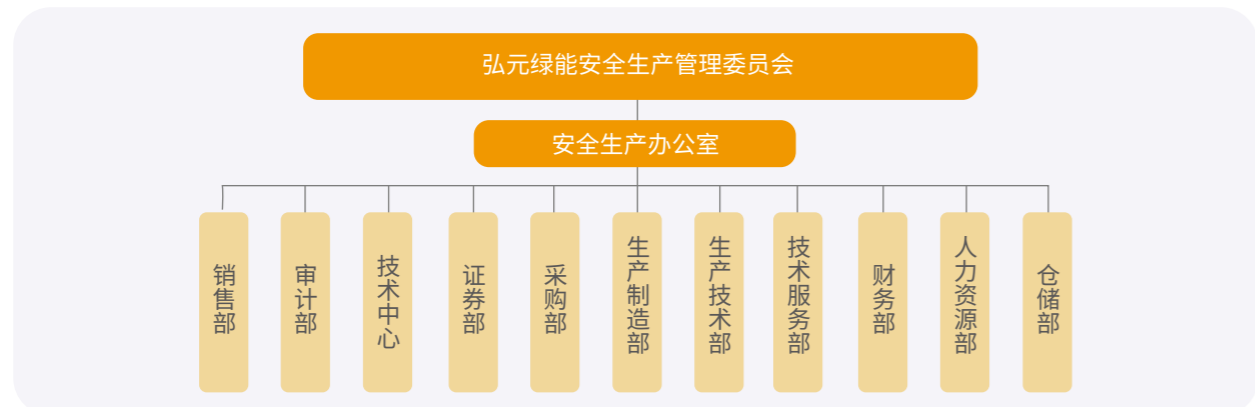 弘元绿能安全生产管理委员会
安全生产办公室
销售部
审计部
技术中心
证券部
采购部
生产制造部
生产技术部
技术服务部
财务部
人力资源部
仓储部